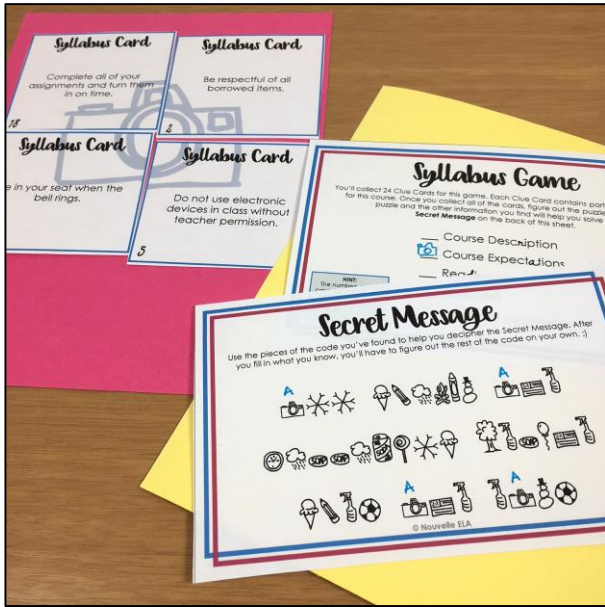 Syllabus Card
Complete all of your
assignments and turn them
in on time.
18
Syllabus Card
Be respectful of all
borrowed items.
Syllabus Card
in your seat when the
bell rings.
Syllabus Card
Do not use electronic
devices in class without
teacher permission.
5
Syllabus Game
You'll collect 24 Clue Cards for this game. Each Clue Card contains part
for this course. Once you collect all of the cards, figure out the puzzle
puzzle and the other information you find will help you solve
Secret Message on the back of this sheet.
Course Description
Course Expectations
HINT:
The number
Secret Message
Use the pieces of the code you've found to help you decipher the Secret Message. After
you fill in what you know, you'll have to figure out the rest of the code on your own. ;)
A A
SOAP SOAP SOAP
A A
© Nouvelle ELA